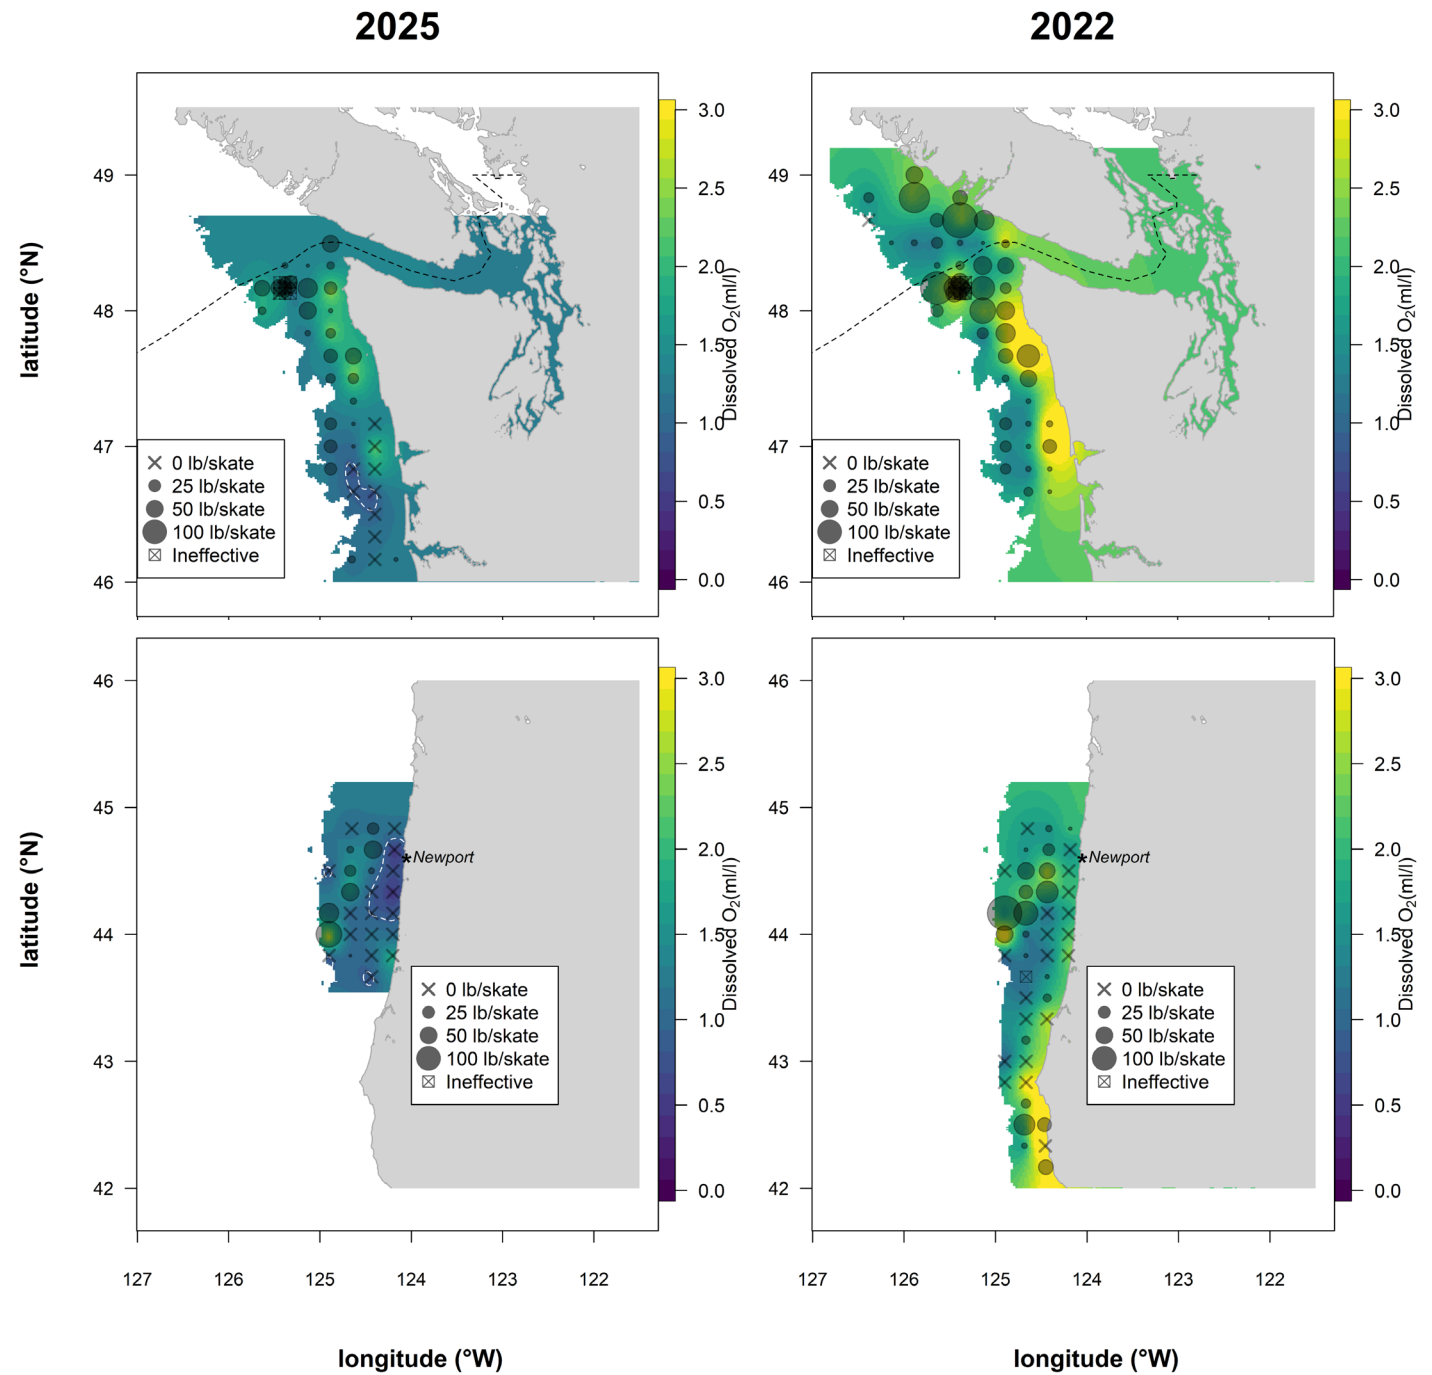 2025
2022
latitude (°N)
49
48
47
46
0 lb/skate
25 lb/skate
50 lb/skate
100 lb/skate
Ineffective
3.0
2.5
2.0
1.5
1.0
0.5
0.0
Dissolved O₂(ml/l)
49
48
47
46
0 lb/skate
25 lb/skate
50 lb/skate
100 lb/skate
Ineffective
3.0
2.5
2.0
1.5
1.0
0.5
0.0
Dissolved O₂(ml/l)
latitude (°N)
46
45
44
43
42
*Newport
0 lb/skate
25 lb/skate
50 lb/skate
100 lb/skate
Ineffective
3.0
2.5
2.0
1.5
1.0
0.5
0.0
Dissolved O₂(ml/l)
127 126 125 124 123 122
longitude (°W)
46
45
44
43
42
*Newport
0 lb/skate
25 lb/skate
50 lb/skate
100 lb/skate
Ineffective
3.0
2.5
2.0
1.5
1.0
0.5
0.0
Dissolved O₂(ml/l)
127 126 125 124 123 122
longitude (°W)